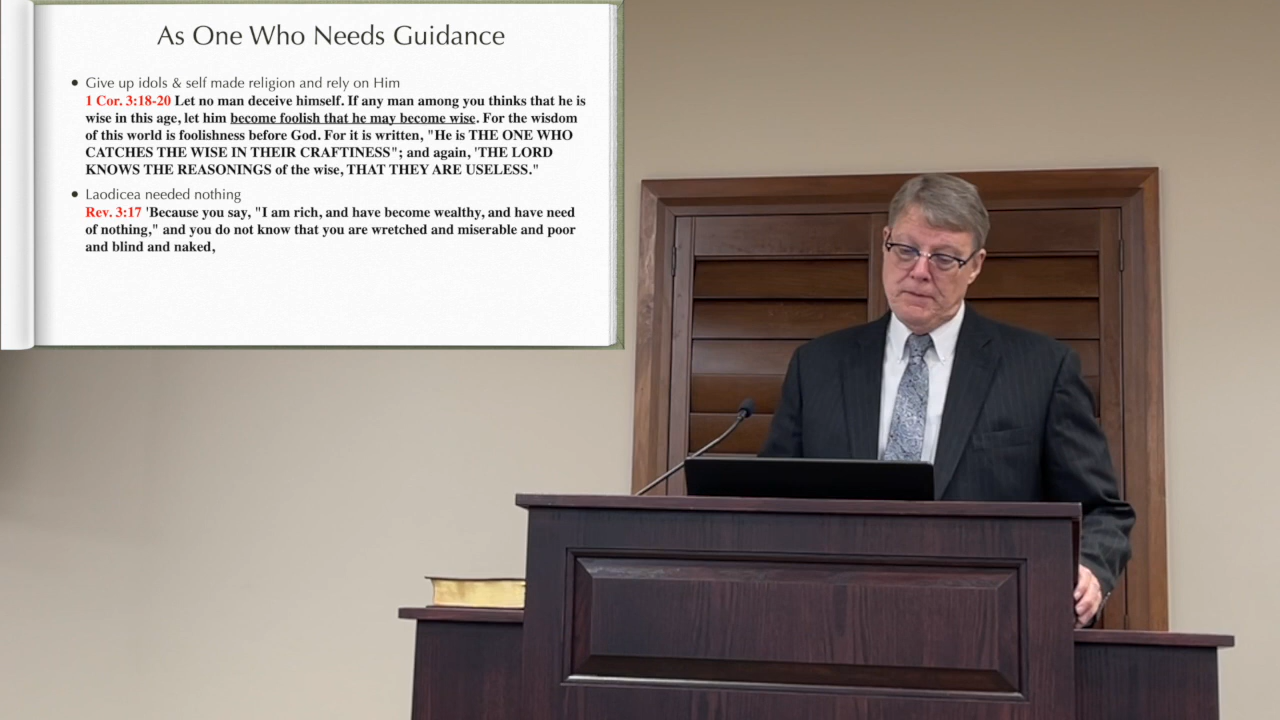 As One Who Needs Guidance
• Give up idols & self made religion and rely on Him
1 Cor. 3:18-20 Let no man deceive himself. If any man among you thinks that he is
wise in this age, let him become foolish that he may become wise. For the wisdom
of this world is foolishness before God. For it is written, "He is THE ONE WHO
CATCHES THE WISE IN THEIR CRAFTINESS"; and again, 'THE LORD
KNOWS THE REASONINGS of the wise, THAT THEY ARE USELESS."
• Laodicea needed nothing
Rev. 3:17 'Because you say, "I am rich, and have become wealthy, and have need
of nothing," and you do not know that you are wretched and miserable and poor
and blind and naked,